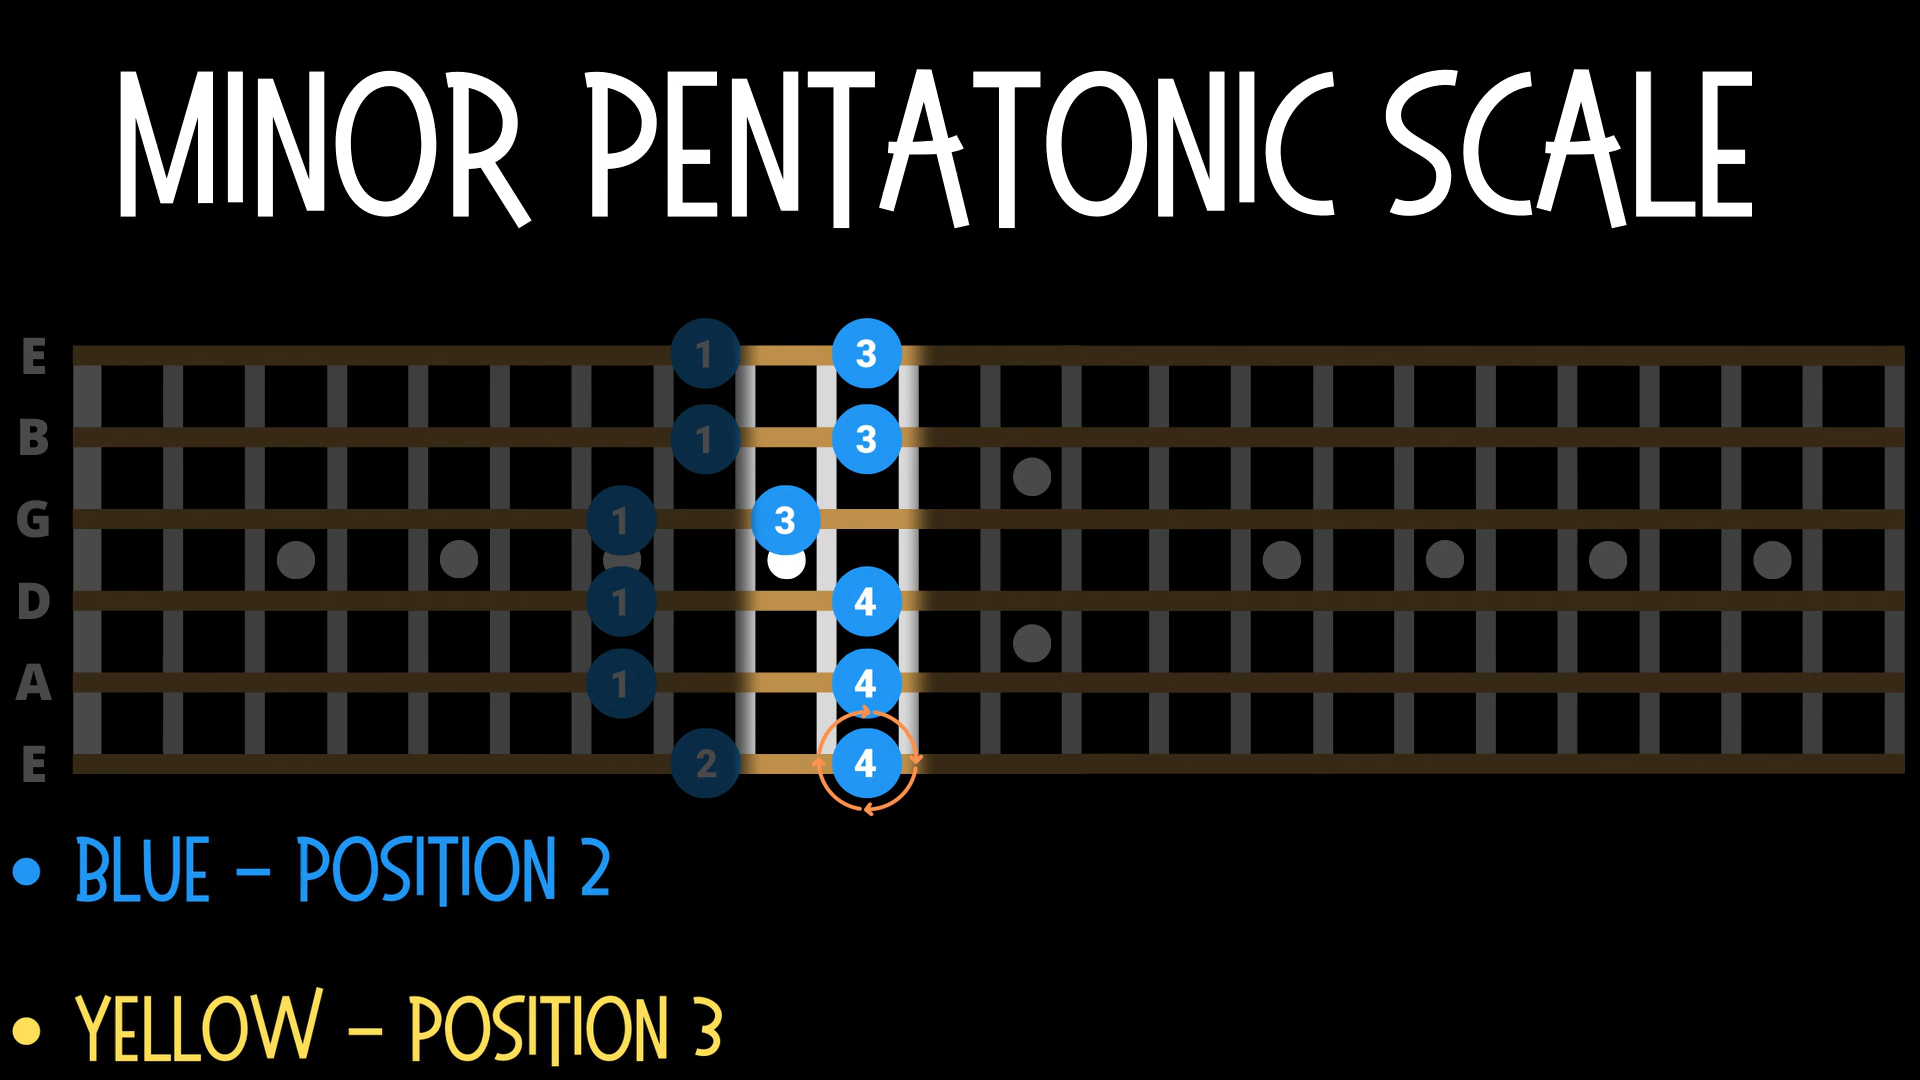 MINOR PENTATONIC SCALE
E 1 3
B 1 3
G 1 3
D 1 4
A 1 4
E 2 4
• BLUE – POSITION 2
• YELLOW – POSITION 3